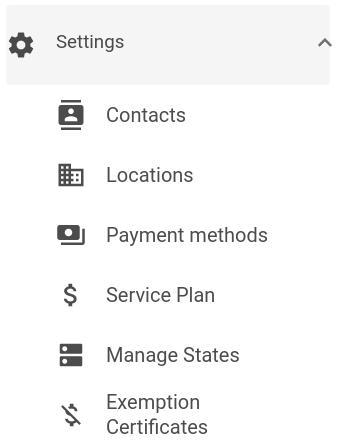 Settings
Contacts
Locations
Payment methods
Service Plan
Manage States
Exemption
Certificates